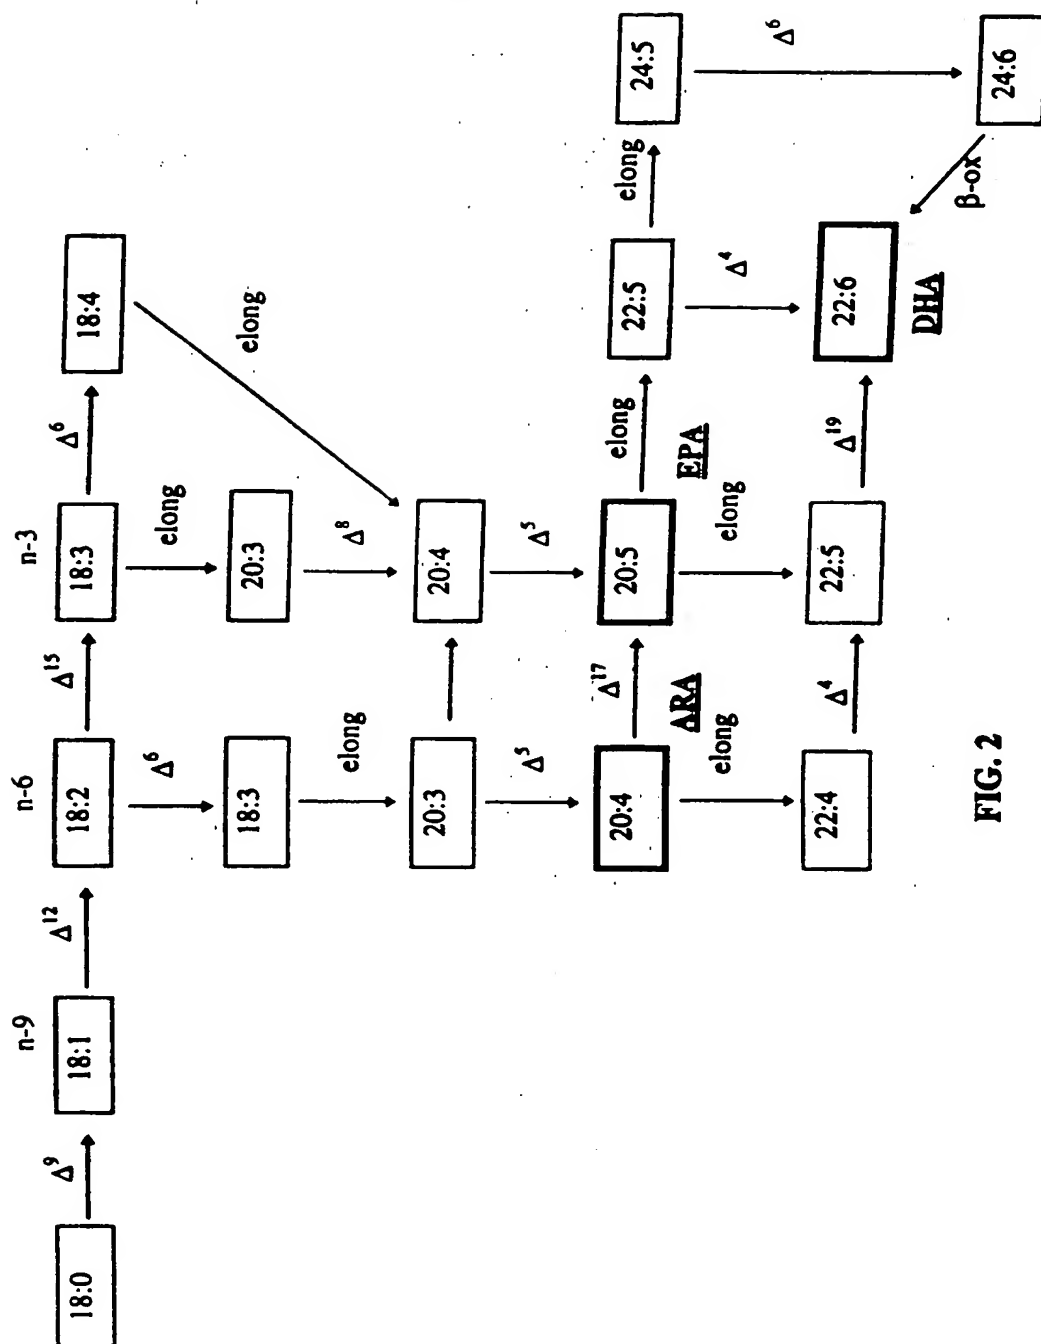 n-9
n-6
n-3
18:0
Δ⁹
18:1
Δ¹²
18:2
Δ¹⁵
18:3
Δ⁶
18:4
Δ⁶
elong
elong
18:3
20:3
elong
Δ⁸
20:3
20:4
Δ⁵
Δ⁵
20:4
Δ¹⁷
20:5
elong
22:5
elong
24:5
ARA
EPA
elong
elong
Δ⁴
Δ⁶
22:4
Δ⁴
22:5
Δ¹⁹
22:6
β-ox
24:6
DHA
FIG. 2